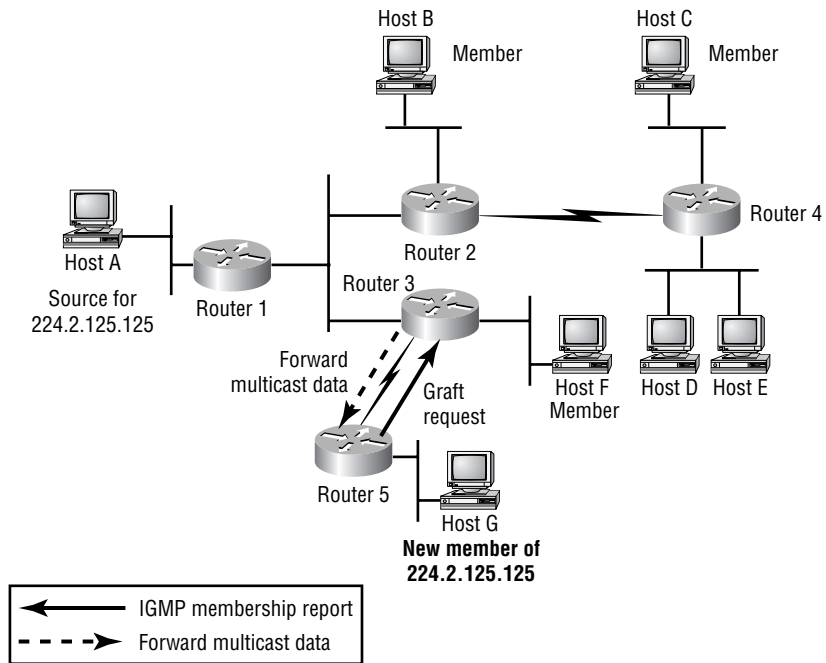 Host B
Member
Host C
Member
Host A
Source for
224.2.125.125
Router 1
Router 2
Router 4
Router 3
Forward
multicast data
Graft
request
Host F
Member
Host D
Host E
Router 5
Host G
New member of
224.2.125.125
IGMP membership report
Forward multicast data